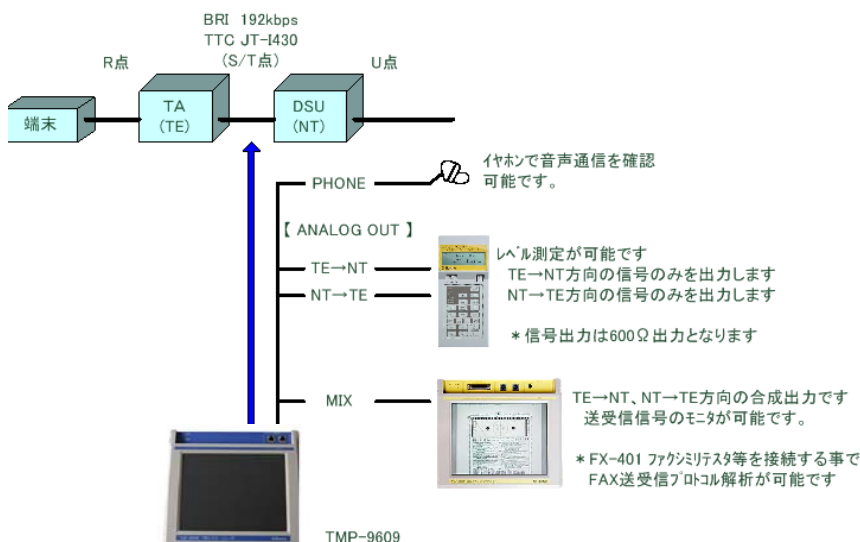 BRI 192kbps
TTC JT-I430
(S/T点)
R点
U点
端末
TA
(TE)
DSU
(NT)
PHONE
イヤホンで音声通信を確認
可能です。
【 ANALOG OUT 】
TE→NT
NT→TE
レベル測定が可能です
TE→NT方向の信号のみを出力します
NT→TE方向の信号のみを出力します
*信号出力は600Ω出力となります
MIX
TE→NT、NT→TE方向の合成出力です
送受信信号のモニタが可能です。
*FX-401 ファクシミリテスタ等を接続する事で
FAX送受信プロトコル解析が可能です
TMP-9609